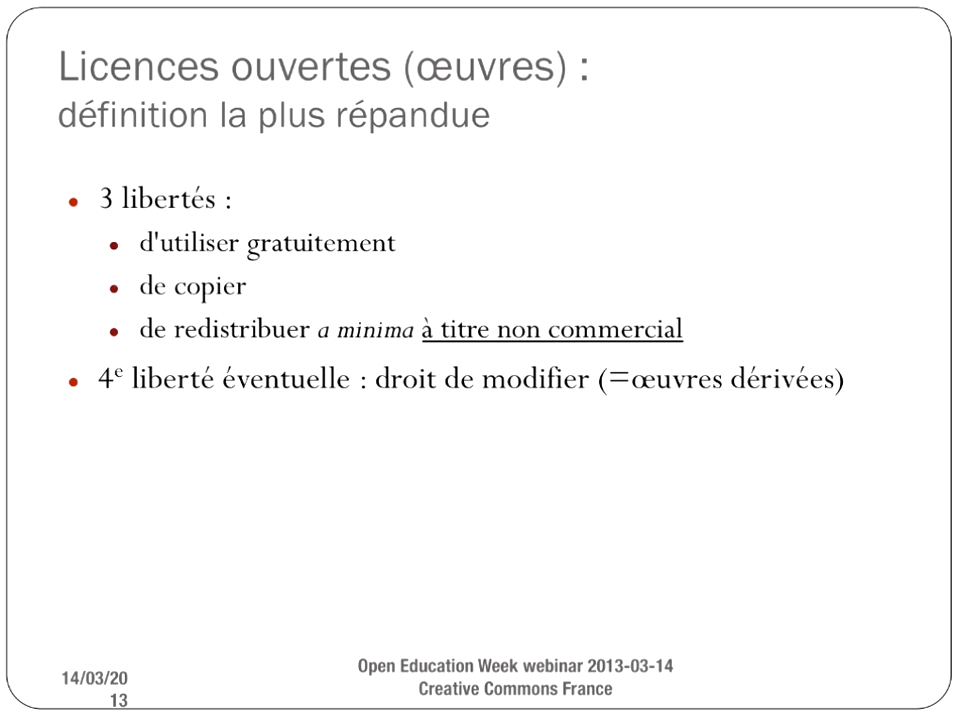 Licences ouvertes (œuvres) :
définition la plus répandue
• 3 libertés :
• d'utiliser gratuitement
• de copier
• de redistribuer a minima à titre non commercial
• 4e liberté éventuelle : droit de modifier (=œuvres dérivées)
14/03/20
13
Open Education Week webinar 2013-03-14
Creative Commons France